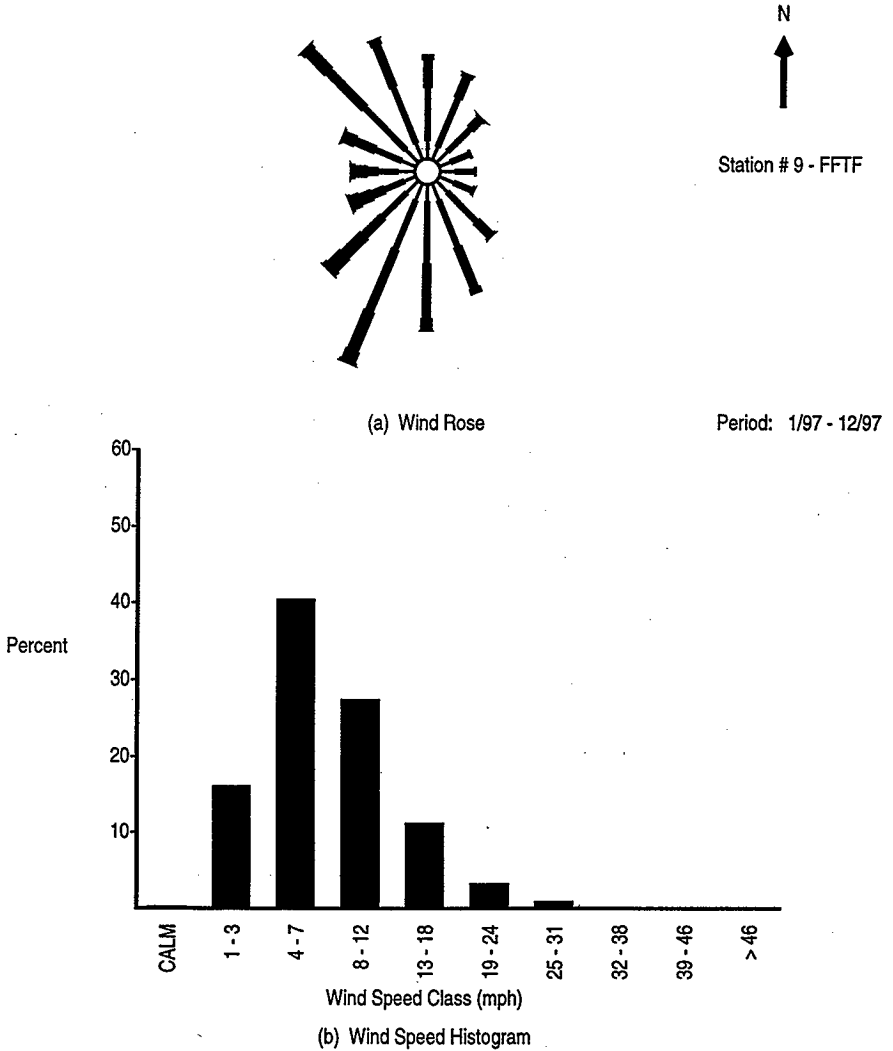 N
Station # 9 - FFTF
(a) Wind Rose
Period: 1/97 - 12/97
60
50
40
Percent
30
20
10
CALM
1 - 3
4 - 7
8 - 12
13 - 18
19 - 24
25 - 31
32 - 38
39 - 46
> 46
Wind Speed Class (mph)
(b) Wind Speed Histogram